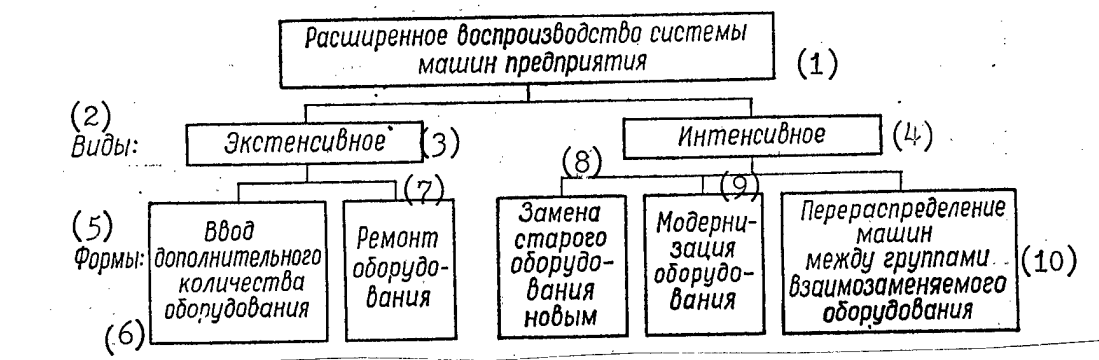 Расширенное воспроизводство системы
машин предприятия
(1)
(2)
Виды:
Экстенсивное
(3)
Интенсивное
(4)
(5)
Формы:
(6)
Ввод
дополнительного
количества
оборудования
(7)
Ремонт
оборудо-
вания
(8)
Замена
старого
оборудо-
вания
новым
(9)
Модерни-
зация
оборудо-
вания
Перераспределение
машин
между группами
взаимозаменяемого
оборудования
(10)